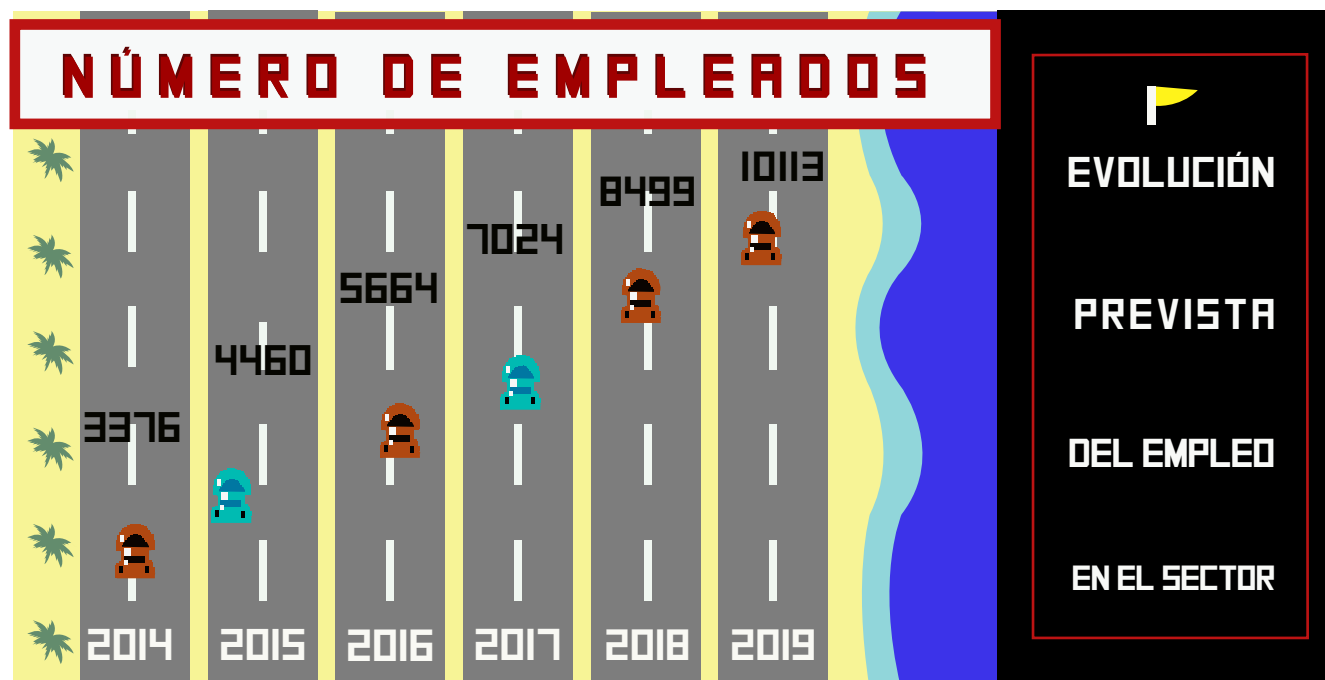 NÚMERO DE EMPLEADOS
10113
8499
7024
5664
4460
3376
2014 2015 2016 2017 2018 2019
EVOLUCIÓN
PREVISTA
DEL EMPLEO
EN EL SECTOR